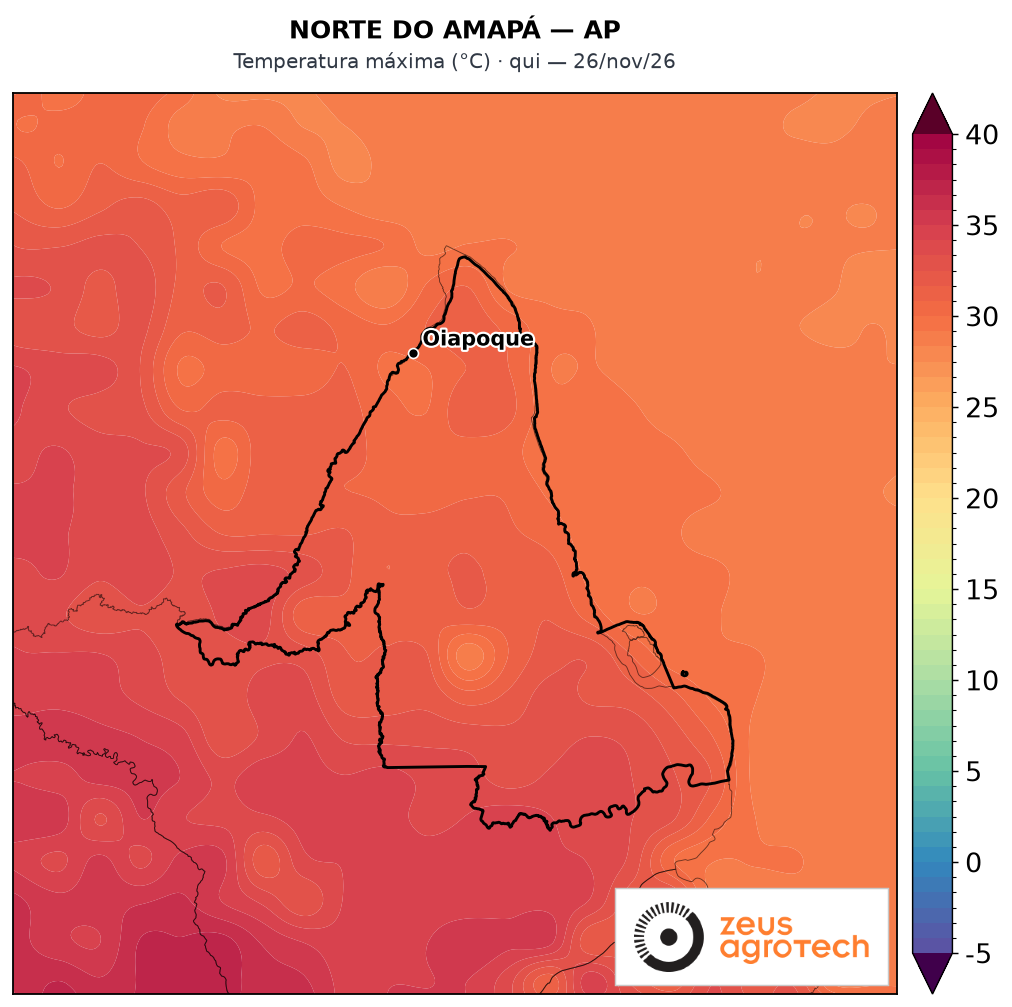 NORTE DO AMAPÁ — AP
Temperatura máxima (°C) · qui — 26/nov/26
Oiapoque
40
35
30
25
20
15
10
5
0
-5
zeus
agrotech